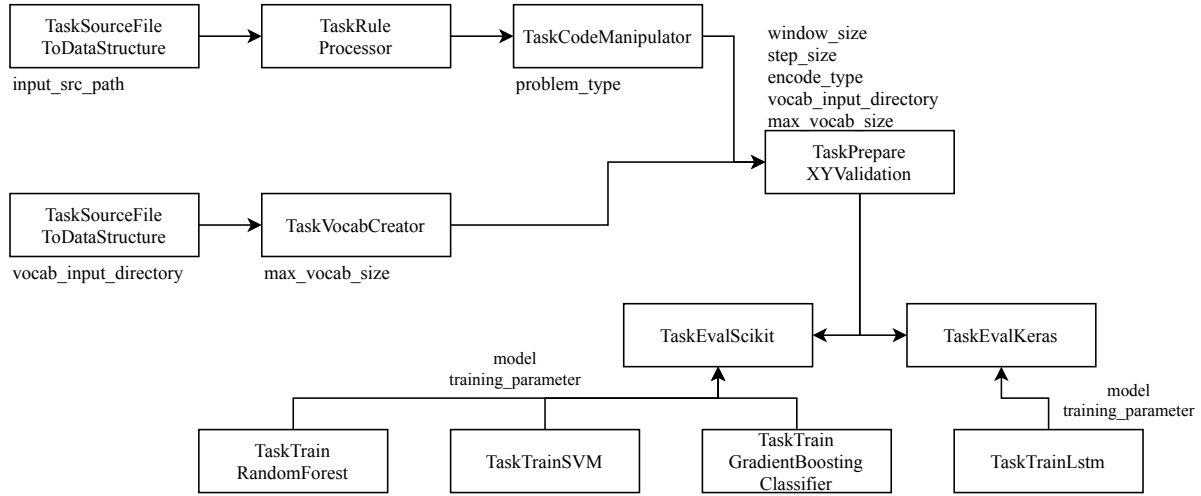 TaskSourceFile
ToDataStructure
input_src_path
TaskRule
Processor
TaskCodeManipulator
problem_type
window_size
step_size
encode_type
vocab_input_directory
max_vocab_size
TaskPrepare
XYValidation
TaskSourceFile
ToDataStructure
vocab_input_directory
TaskVocabCreator
max_vocab_size
TaskEvalScikit
TaskEvalKeras
model
training_parameter
model
training_parameter
TaskTrain
RandomForest
TaskTrainSVM
TaskTrain
GradientBoosting
Classifier
TaskTrainLstm